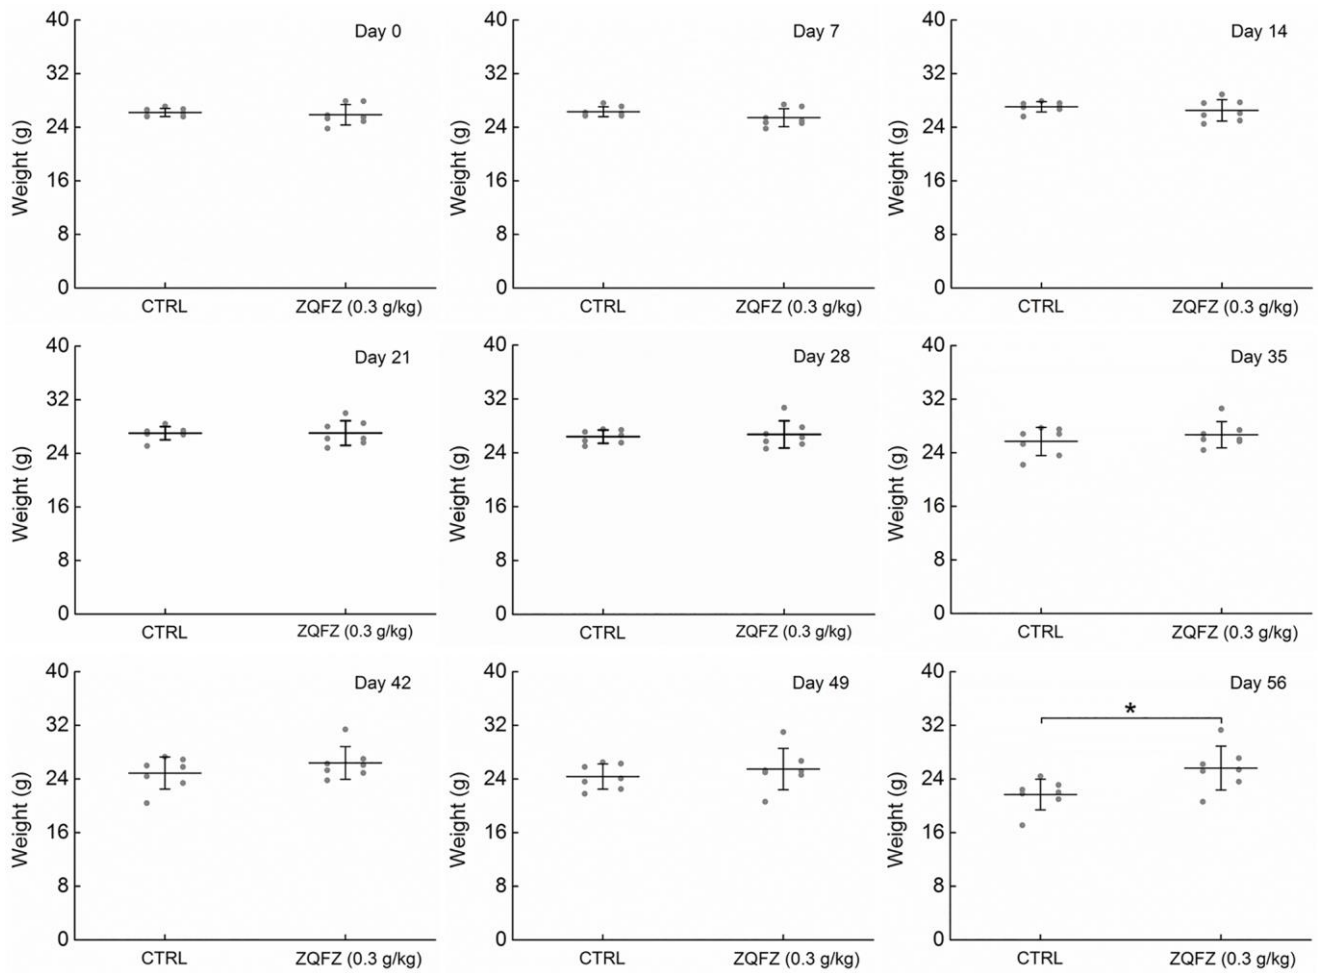 40 32 24 16 8 0
Weight (g)
Day 0
CTRL ZQFZ (0.3 g/kg)
40 32 24 16 8 0
Weight (g)
Day 7
CTRL ZQFZ (0.3 g/kg)
40 32 24 16 8 0
Weight (g)
Day 14
CTRL ZQFZ (0.3 g/kg)
40 32 24 16 8 0
Weight (g)
Day 21
CTRL ZQFZ (0.3 g/kg)
40 32 24 16 8 0
Weight (g)
Day 28
CTRL ZQFZ (0.3 g/kg)
40 32 24 16 8 0
Weight (g)
Day 35
CTRL ZQFZ (0.3 g/kg)
40 32 24 16 8 0
Weight (g)
Day 42
CTRL ZQFZ (0.3 g/kg)
40 32 24 16 8 0
Weight (g)
Day 49
CTRL ZQFZ (0.3 g/kg)
40 32 24 16 8 0
Weight (g)
Day 56
*
CTRL ZQFZ (0.3 g/kg)